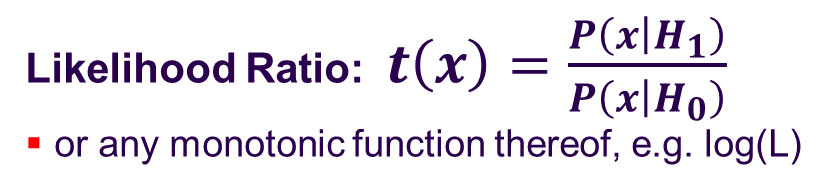 Likelihood Ratio: t(x) = P(x|H₁) / P(x|H₀)
▪ or any monotonic function thereof, e.g. log(L)